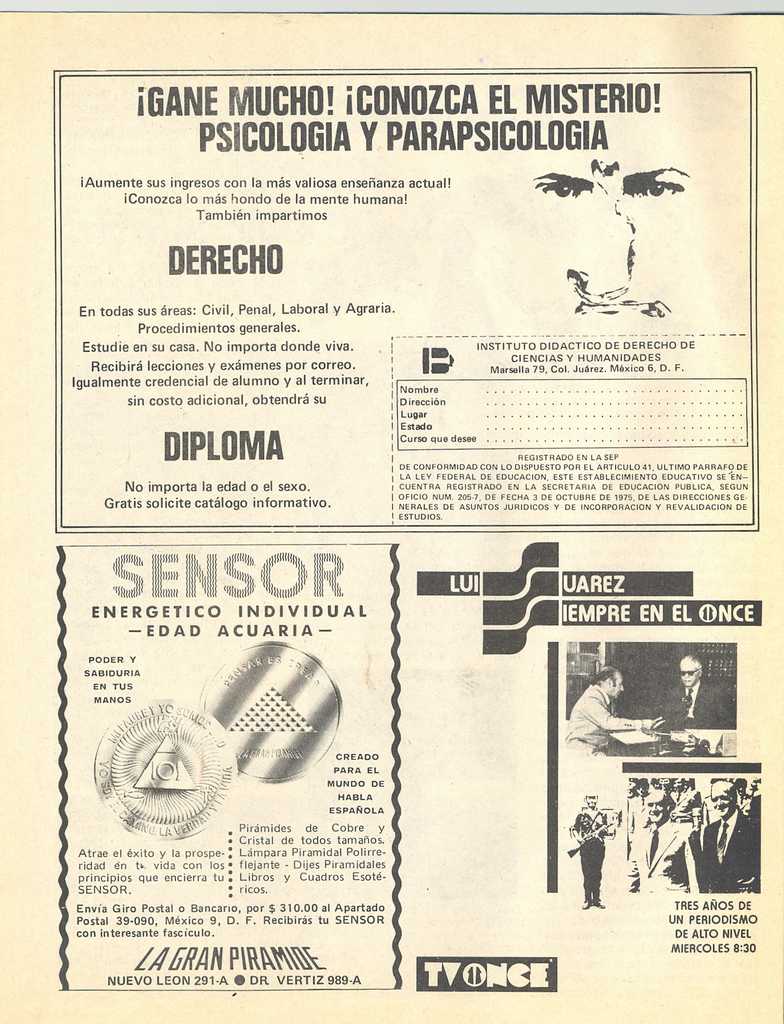 ¡GANE MUCHO! ¡CONOZCA EL MISTERIO!
PSICOLOGIA Y PARAPSICOLOGIA
¡Aumente sus ingresos con la más valiosa enseñanza actual!
¡Conozca lo más hondo de la mente humana!
También impartimos
DERECHO
En todas sus áreas: Civil, Penal, Laboral y Agraria.
Procedimientos generales.
Estudie en su casa. No importa donde viva.
Recibirá lecciones y exámenes por correo.
Igualmente credencial de alumno y al terminar,
sin costo adicional, obtendrá su
DIPLOMA
No importa la edad o el sexo.
Gratis solicite catálogo informativo.
INSTITUTO DIDACTICO DE DERECHO DE
CIENCIAS Y HUMANIDADES
Marsella 79, Col. Juárez. México 6, D. F.
Nombre
Dirección
Lugar
Estado
Curso que desee
REGISTRADO EN LA SEP
DE CONFORMIDAD CON LO DISPUESTO POR EL ARTICULO 41, ULTIMO PARRAFO DE
LA LEY FEDERAL DE EDUCACION, ESTE ESTABLECIMIENTO EDUCATIVO SE EN-
CUENTRA REGISTRADO EN LA SECRETARIA DE EDUCACION PUBLICA, SEGUN
OFICIO NUM. 205-7, DE FECHA 3 DE OCTUBRE DE 1975, DE LAS DIRECCIONES GE-
NERALES DE ASUNTOS JURIDICOS Y DE INCORPORACION Y REVALIDACION DE
ESTUDIOS.
SENSOR
ENERGETICO INDIVIDUAL
—EDAD ACUARIA—
PODER Y
SABIDURIA
EN TUS
MANOS
PENSAR ES CREAR
LA GRAN PIRAMIDE
CREADO
PARA EL
MUNDO DE
HABLA
ESPAÑOLA
Atrae el éxito y la prospe-
ridad en tu vida con los
principios que encierra tu
SENSOR.
Pirámides de Cobre y
Cristal de todos tamaños.
Lámpara Piramidal Polirre-
flejante - Dijes Piramidales
Libros y Cuadros Esoté-
ricos.
Envía Giro Postal o Bancario, por $ 310.00 al Apartado
Postal 39-090, México 9, D. F. Recibirás tu SENSOR
con interesante fascículo.
LA GRAN PIRAMIDE
NUEVO LEON 291-A ● DR. VERTIZ 989-A
LUIS SUAREZ
SIEMPRE EN EL ONCE
TRES AÑOS DE
UN PERIODISMO
DE ALTO NIVEL
MIERCOLES 8:30
TVONCE